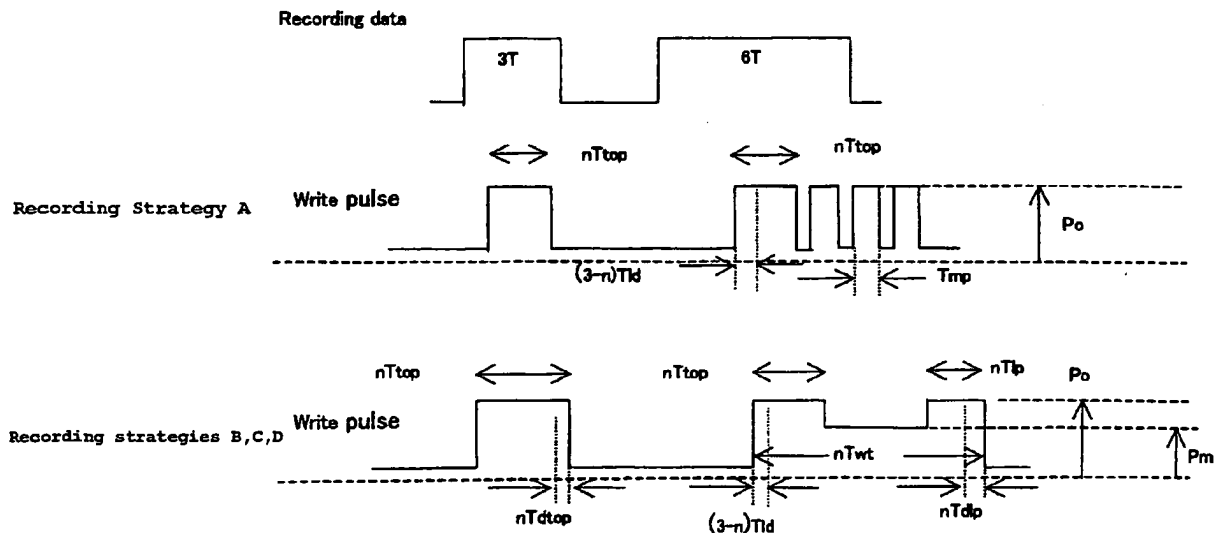 Recording data
3T
6T
nTtop
nTtop
Recording Strategy A
Write pulse
Po
(3-n)Tld
Tmp
nTtop
nTtop
nTlp
Po
Recording strategies B,C,D
Write pulse
nTwt
Pm
nTdtop
(3-n)Tld
nTdlp